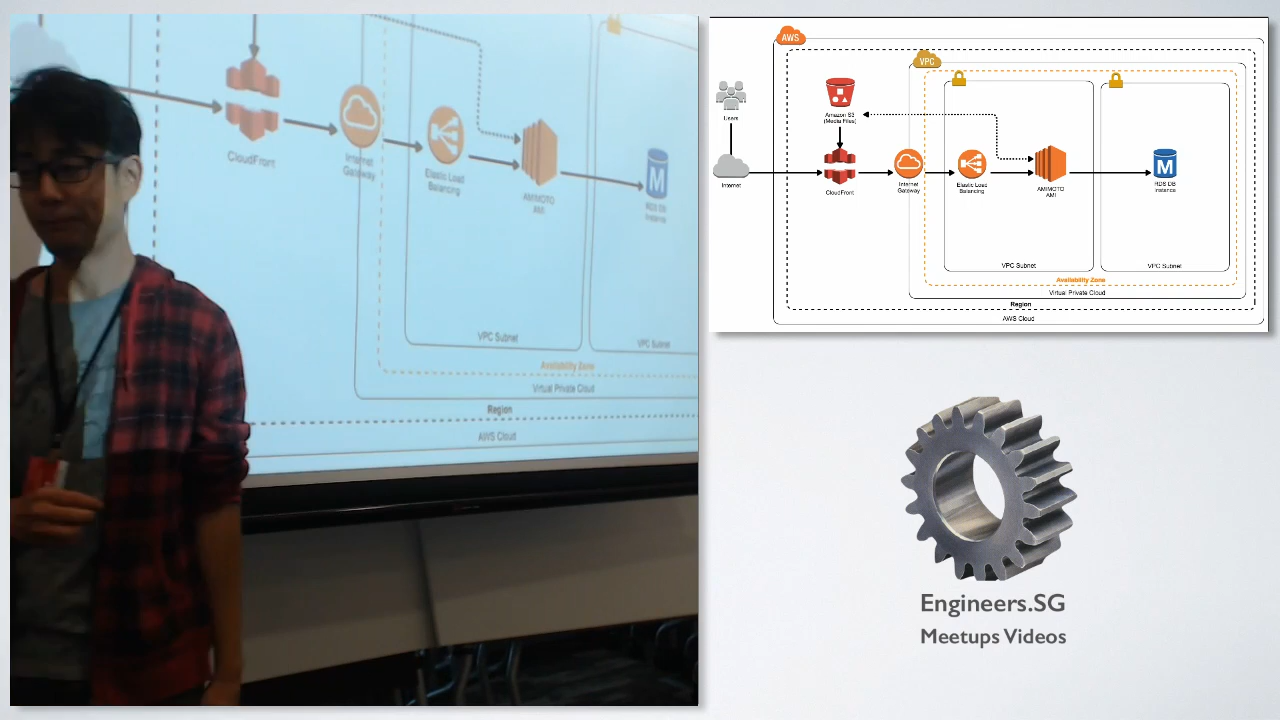 CloudFront
Internet
Gateway
Elastic Load
Balancing
AMIMOTO
AMI
M
RDS DB
Instance
VPC Subnet
VPC Subnet
Availability Zone
Virtual Private Cloud
Region
AWS Cloud
AWS
VPC
Users
Amazon S3
(Media Files)
Internet
CloudFront
Internet
Gateway
Elastic Load
Balancing
AMIMOTO
AMI
M
RDS DB
Instance
VPC Subnet
VPC Subnet
Availability Zone
Virtual Private Cloud
Region
AWS Cloud
Engineers.SG
Meetups Videos